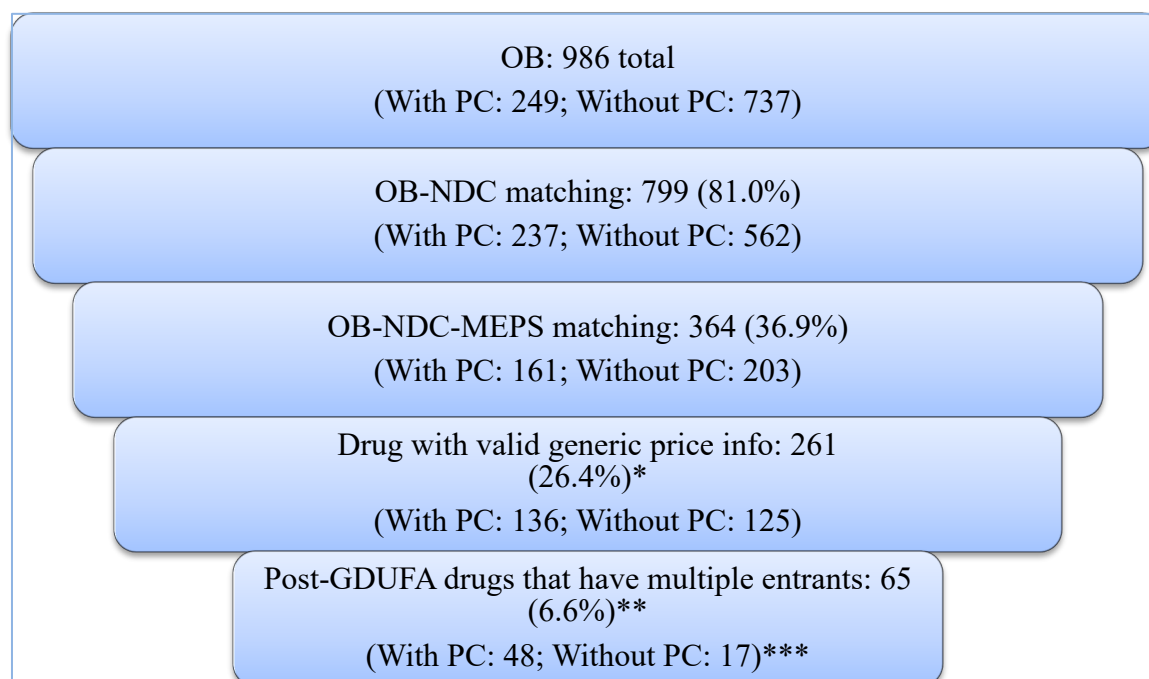 OB: 986 total
(With PC: 249; Without PC: 737)
OB-NDC matching: 799 (81.0%)
(With PC: 237; Without PC: 562)
OB-NDC-MEPS matching: 364 (36.9%)
(With PC: 161; Without PC: 203)
Drug with valid generic price info: 261
(26.4%)*
(With PC: 136; Without PC: 125)
Post-GDUFA drugs that have multiple entrants: 65
(6.6%)**
(With PC: 48; Without PC: 17)***